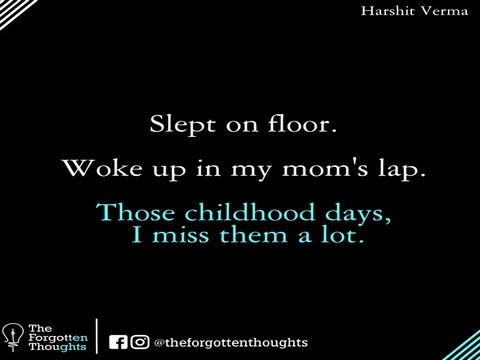 Harshit Verma
Slept on floor.
Woke up in my mom's lap.
Those childhood days,
I miss them a lot.
The
Forgotten
Thoughts
@theforgottenthoughts